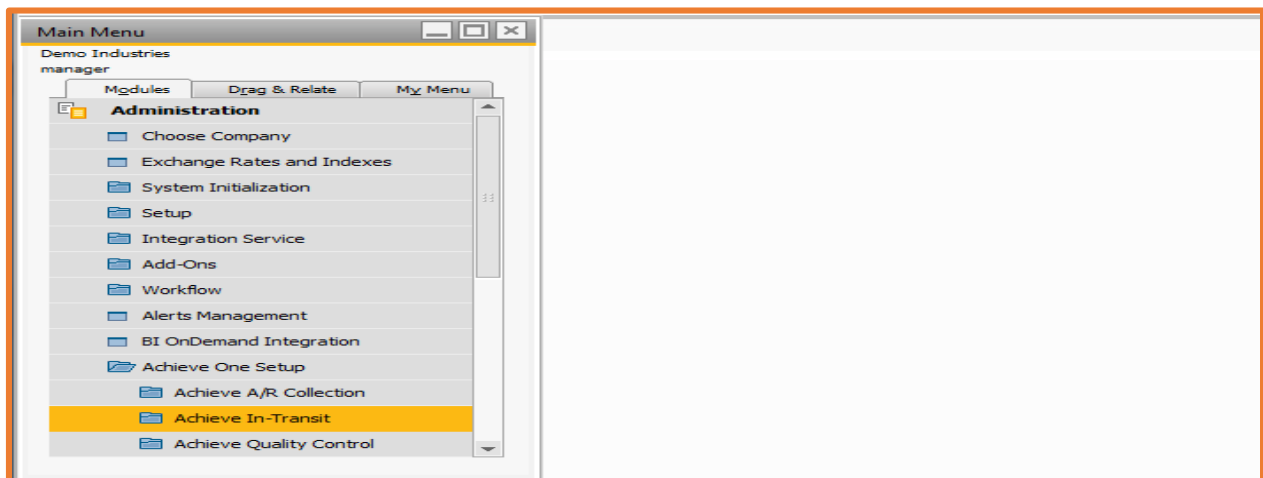 Main Menu
Demo Industries
manager
Modules Drag & Relate My Menu
Administration
Choose Company
Exchange Rates and Indexes
System Initialization
Setup
Integration Service
Add-Ons
Workflow
Alerts Management
BI OnDemand Integration
Achieve One Setup
Achieve A/R Collection
Achieve In-Transit
Achieve Quality Control